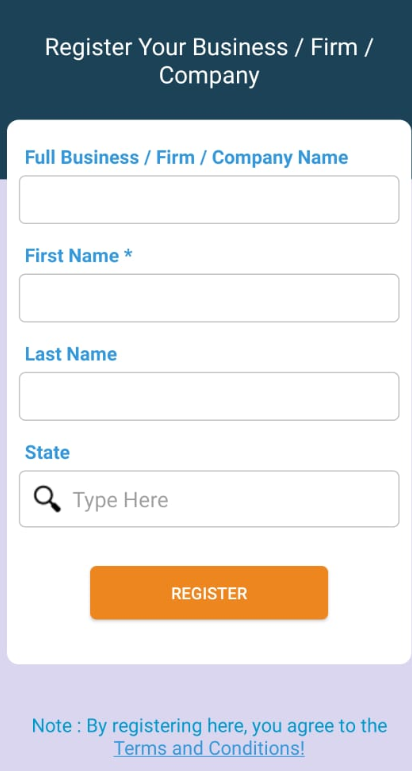 Register Your Business / Firm /
Company
Full Business / Firm / Company Name
First Name *
Last Name
State
Type Here
REGISTER
Note : By registering here, you agree to the
Terms and Conditions!